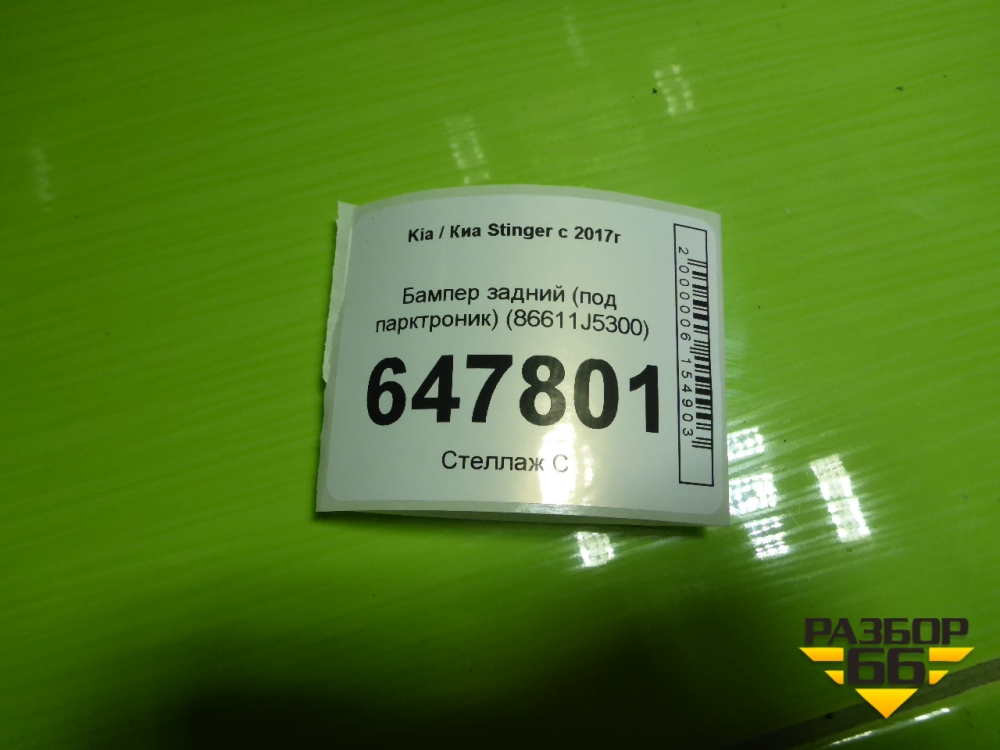 Kia / Киа Stinger с 2017г
Бампер задний (под
парктроник) (86611J5300)
647801
Стеллаж С
2000006154903
РАЗБОР
66